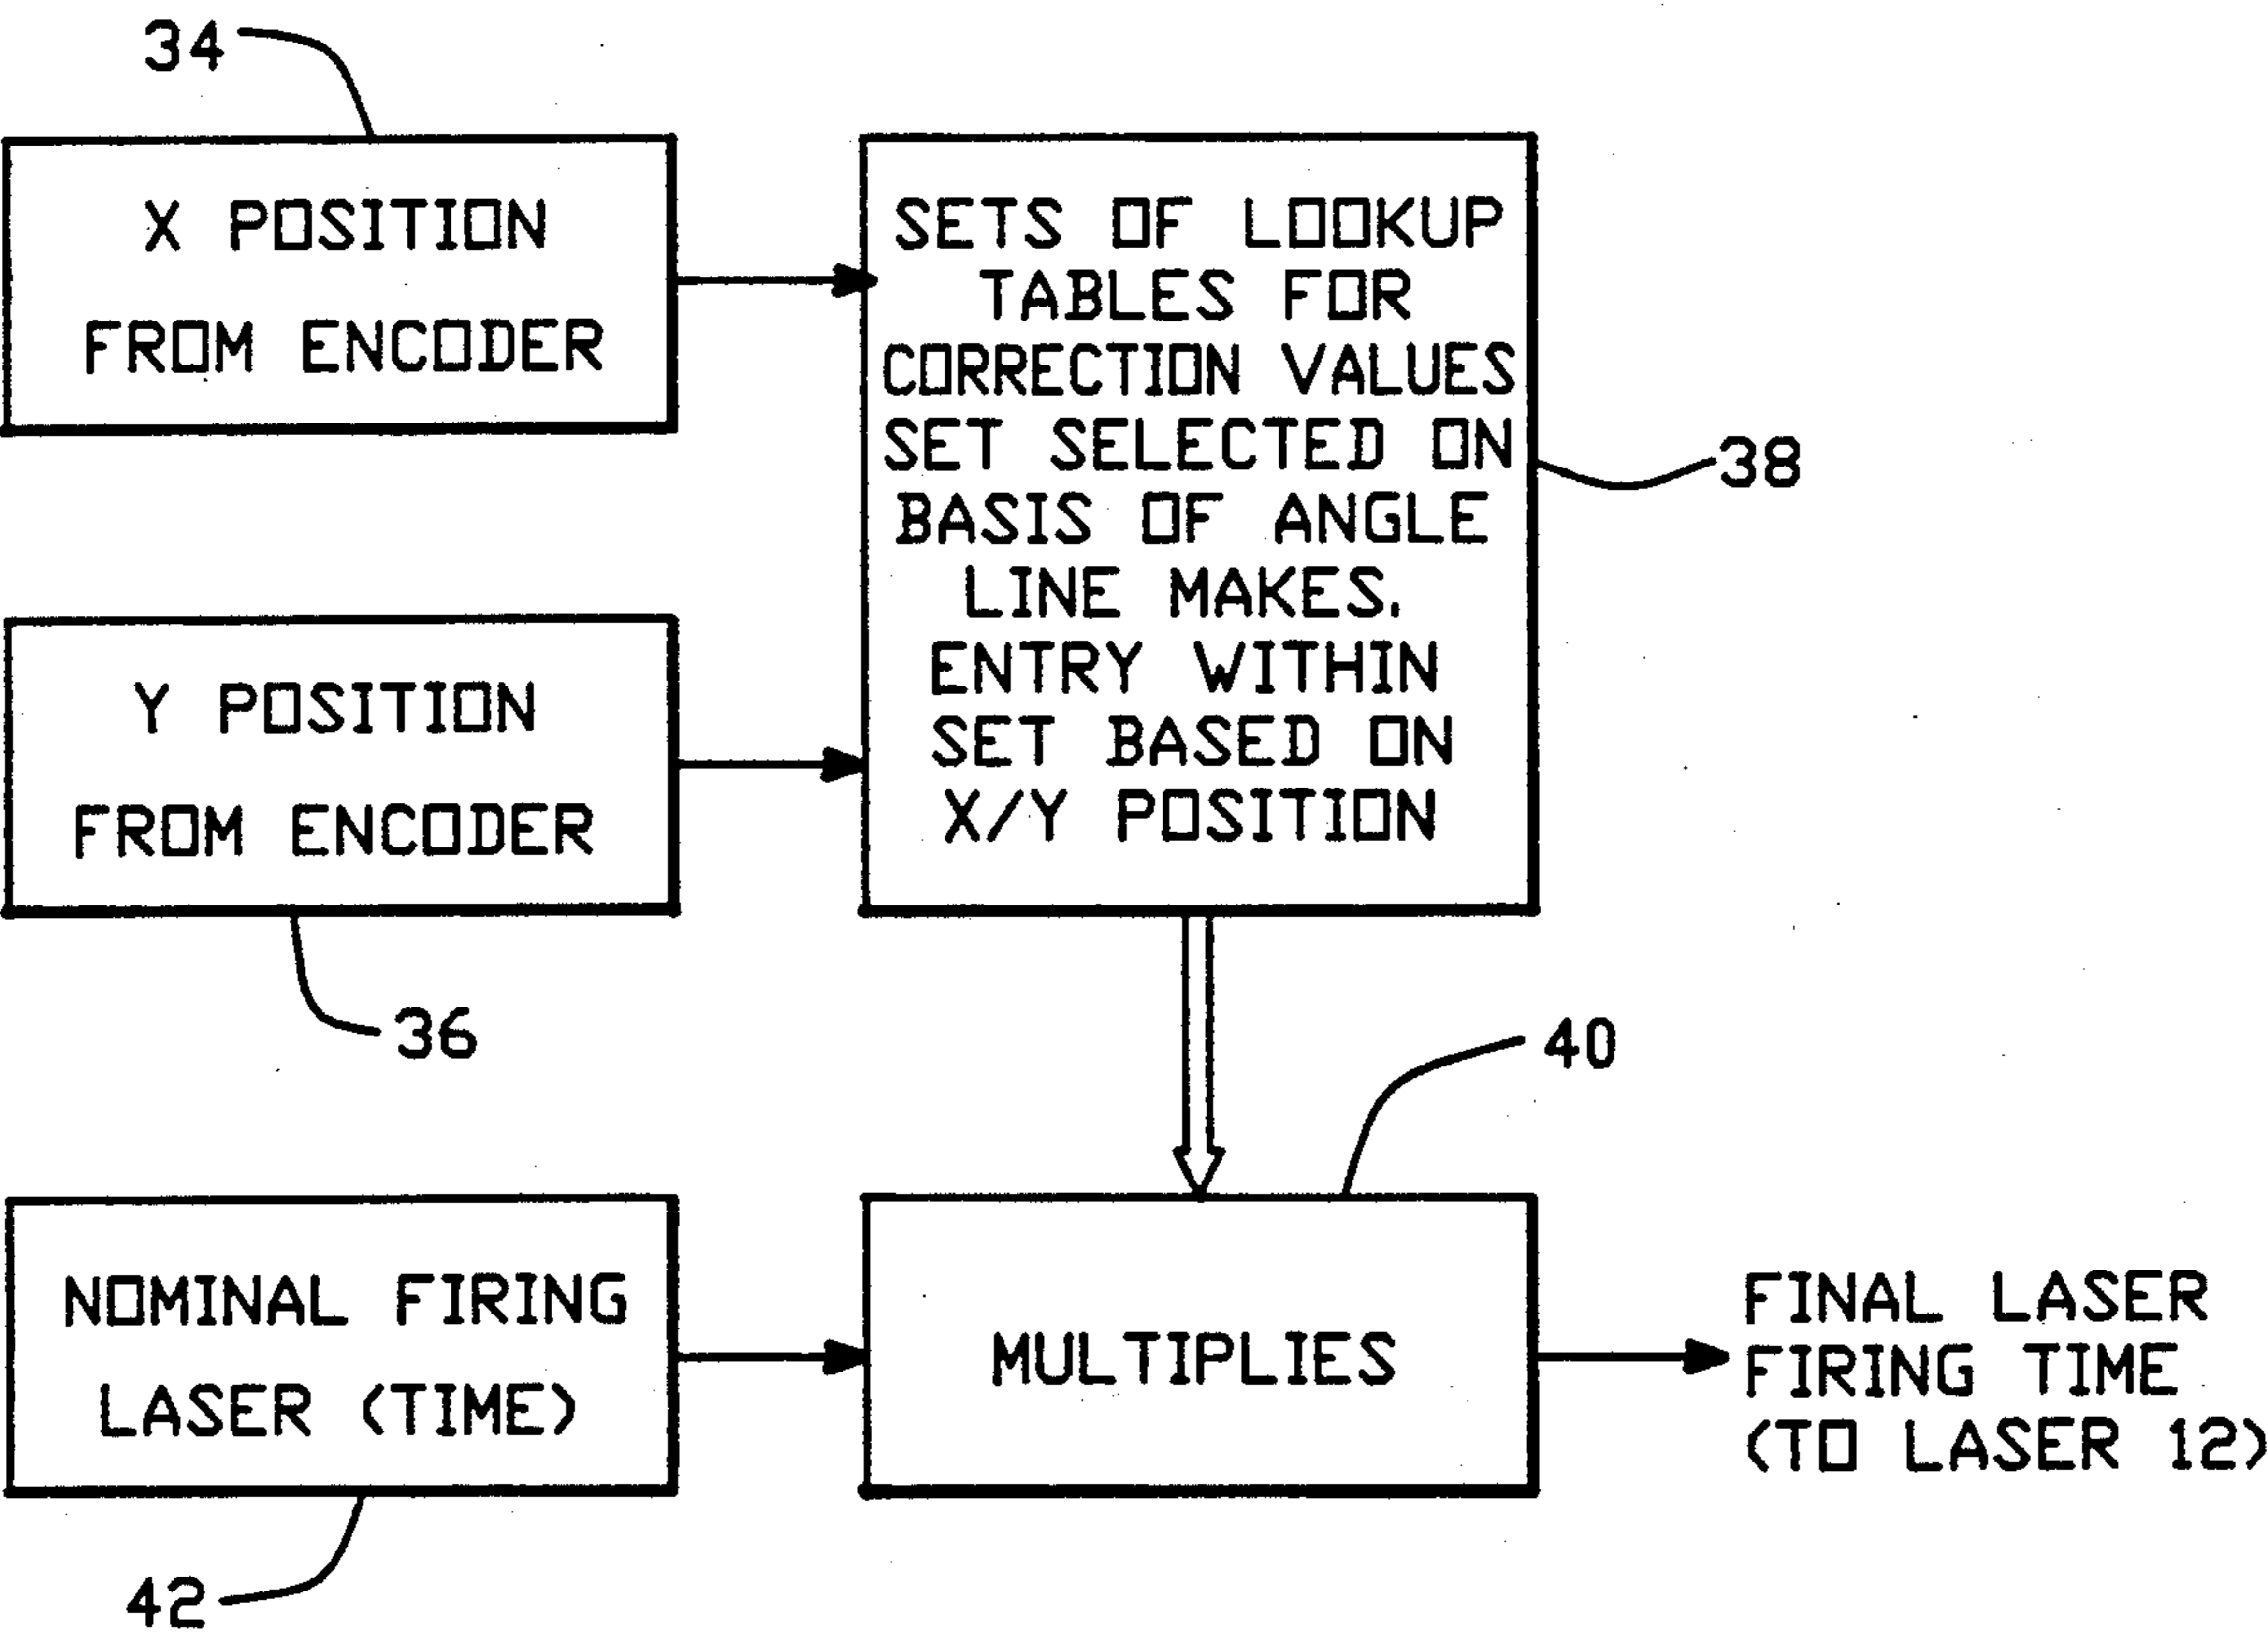 34
X POSITION
FROM ENCODER
SETS OF LOOKUP
TABLES FOR
CORRECTION VALUES
SET SELECTED ON
BASIS OF ANGLE
LINE MAKES.
ENTRY WITHIN
SET BASED ON
X/Y POSITION
38
Y POSITION
FROM ENCODER
36
40
NOMINAL FIRING
LASER (TIME)
42
MULTIPLIES
FINAL LASER
FIRING TIME
(TO LASER 12)